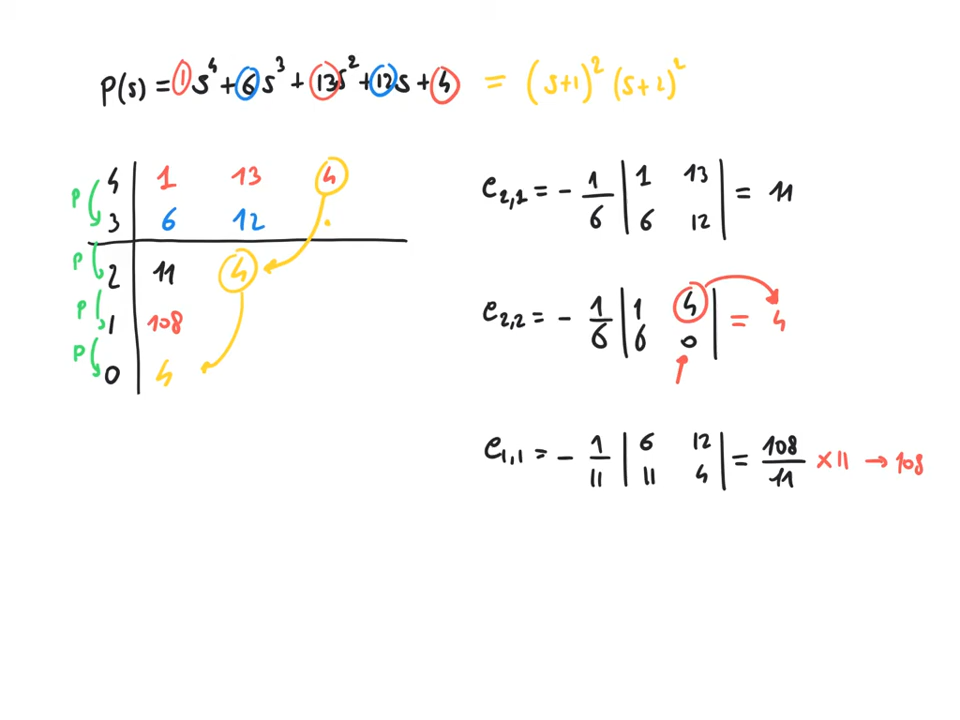 P(s) = 1s⁴ + 6s³ + 13s² + 12s + 4 = (s+1)² (s+2)²
4 | 1 13 4
P
3 | 6 12 .
P
2 | 11 4
P
1 | 108
P
0 | 4
e₂,₂ = - 1/6 | 1 13 ; 6 12 | = 11
e₂,₂ = - 1/6 | 1 4 ; 6 0 | = 4
e₁,₁ = - 1/11 | 6 12 ; 11 4 | = 108/11 ×11 → 108